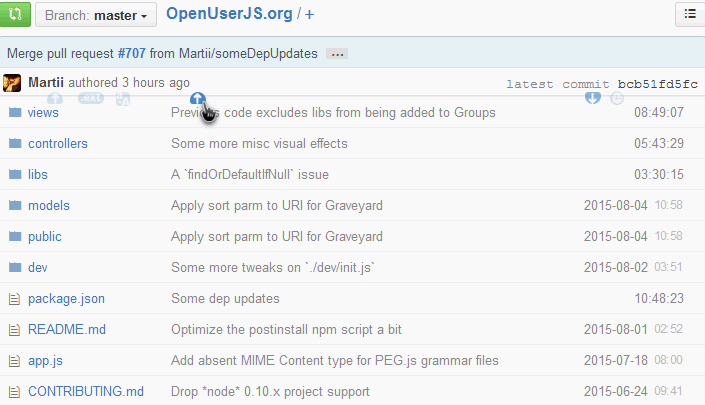 Branch: master OpenUserJS.org / +
Merge pull request #707 from Martii/someDepUpdates …
Martii authored 3 hours ago latest commit bcb51fd5fc
views Previous code excludes libs from being added to Groups 08:49:07
controllers Some more misc visual effects 05:43:29
libs A `findOrDefaultIfNull` issue 03:30:15
models Apply sort parm to URI for Graveyard 2015-08-04 10:58
public Apply sort parm to URI for Graveyard 2015-08-04 10:58
dev Some more tweaks on `./dev/init.js` 2015-08-02 03:51
package.json Some dep updates 10:48:23
README.md Optimize the postinstall npm script a bit 2015-08-01 02:52
app.js Add absent MIME Content type for PEG.js grammar files 2015-07-18 08:00
CONTRIBUTING.md Drop *node* 0.10.x project support 2015-06-24 09:41